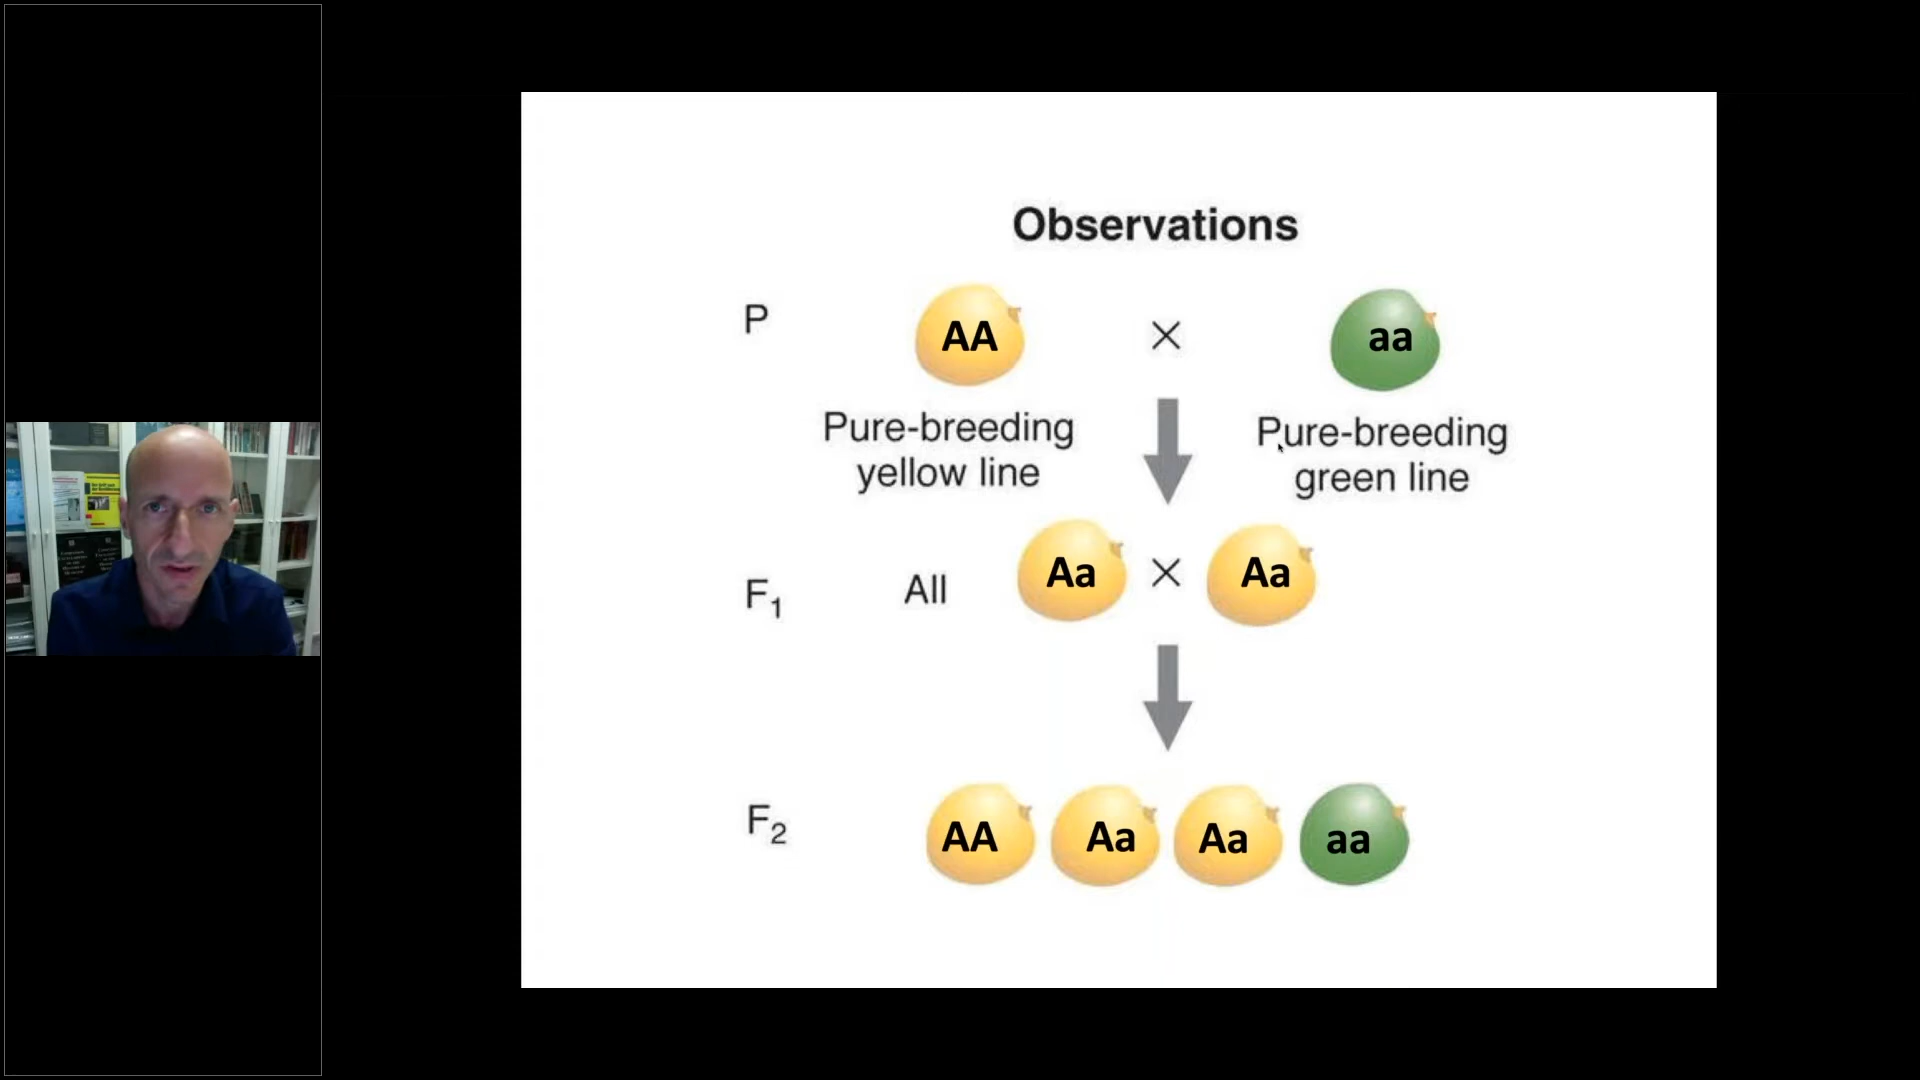 Observations
P
AA
×
aa
Pure-breeding
yellow line
Pure-breeding
green line
F₁
All
Aa
×
Aa
F₂
AA
Aa
Aa
aa